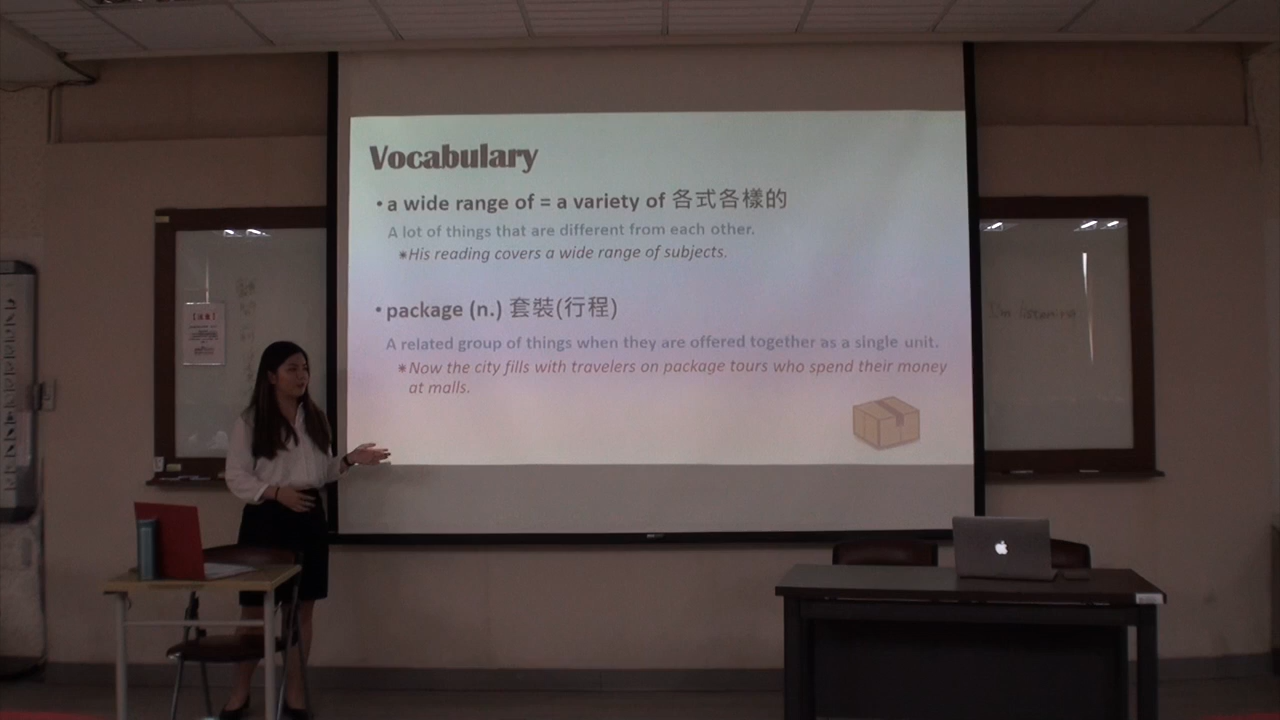 Vocabulary
• a wide range of = a variety of 各式各樣的
A lot of things that are different from each other.
*His reading covers a wide range of subjects.
• package (n.) 套裝(行程)
A related group of things when they are offered together as a single unit.
*Now the city fills with travelers on package tours who spend their money
at malls.